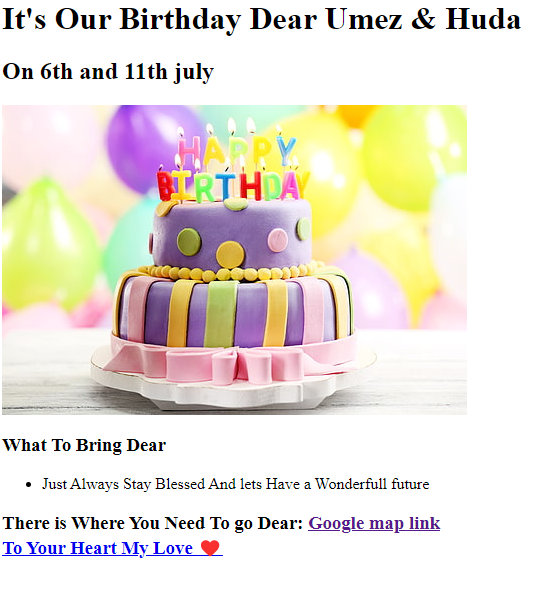 It's Our Birthday Dear Umez & Huda
On 6th and 11th july
HAPPY
BIRTHDAY
What To Bring Dear
Just Always Stay Blessed And lets Have a Wonderfull future
There is Where You Need To go Dear: Google map link
To Your Heart My Love ❤️